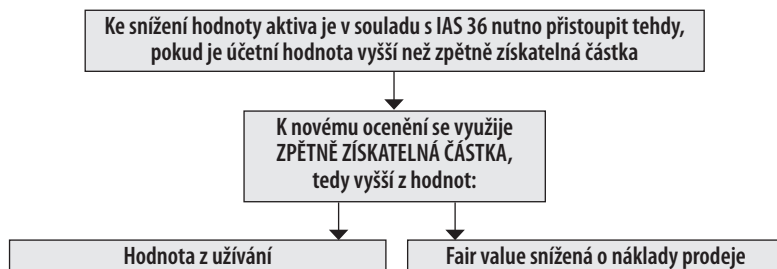 Ke snížení hodnoty aktiva je v souladu s IAS 36 nutno přistoupit tehdy,
pokud je účetní hodnota vyšší než zpětně získatelná částka
K novému ocenění se využije
ZPĚTNĚ ZÍSKATELNÁ ČÁSTKA,
tedy vyšší z hodnot:
Hodnota z užívání
Fair value snížená o náklady prodeje